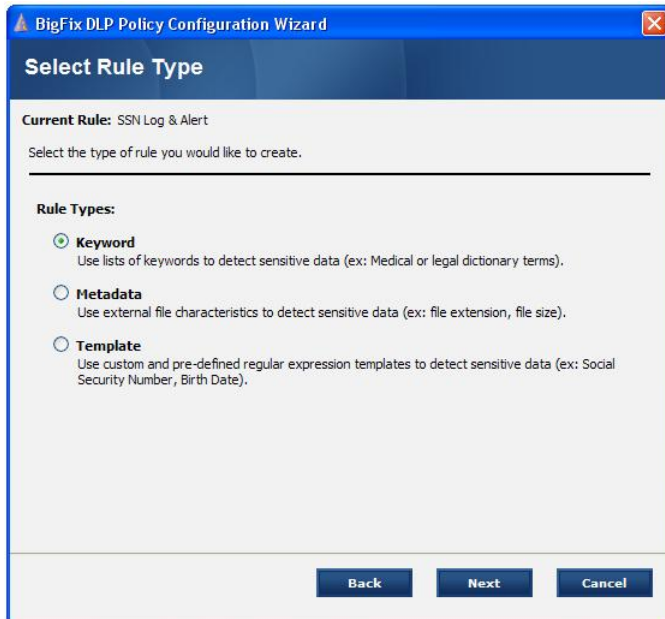 BigFix DLP Policy Configuration Wizard
Select Rule Type
Current Rule: SSN Log & Alert
Select the type of rule you would like to create.
Rule Types:
Keyword
Use lists of keywords to detect sensitive data (ex: Medical or legal dictionary terms).
Metadata
Use external file characteristics to detect sensitive data (ex: file extension, file size).
Template
Use custom and pre-defined regular expression templates to detect sensitive data (ex: Social
Security Number, Birth Date).
Back Next Cancel